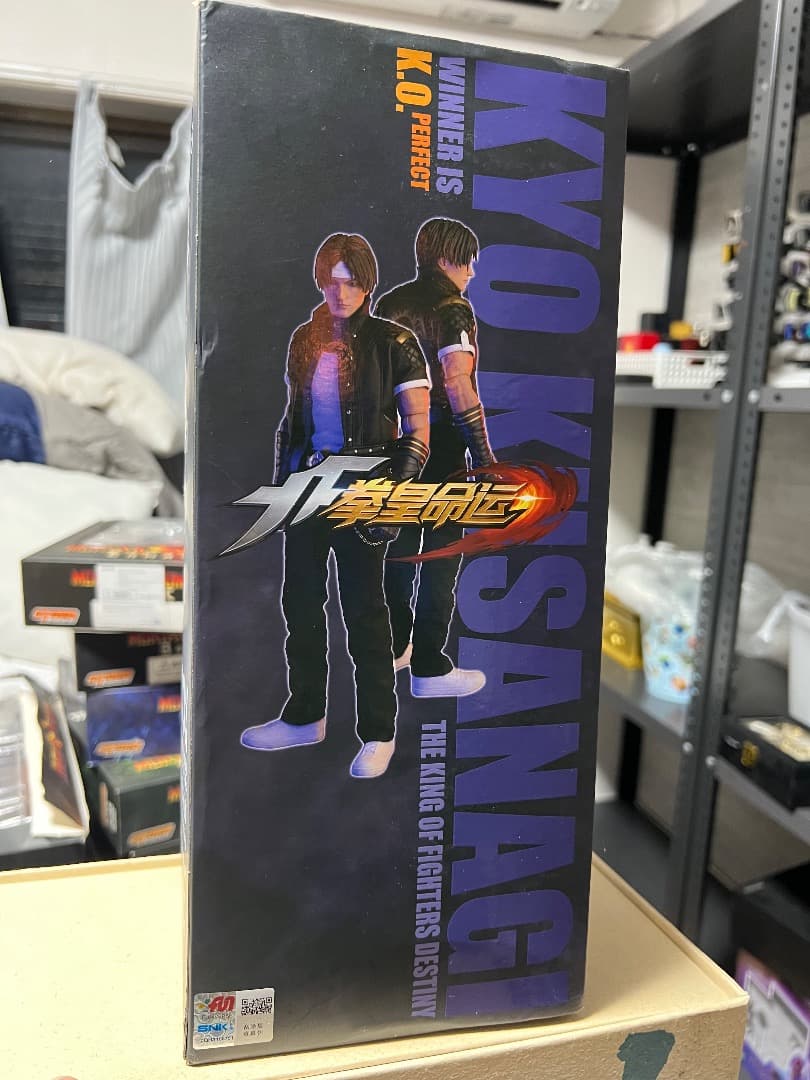 WINNER IS
K.O. PERFECT
KYO KUSANAGI
拳皇命运
THE KING OF FIGHTERS DESTINY
SNK